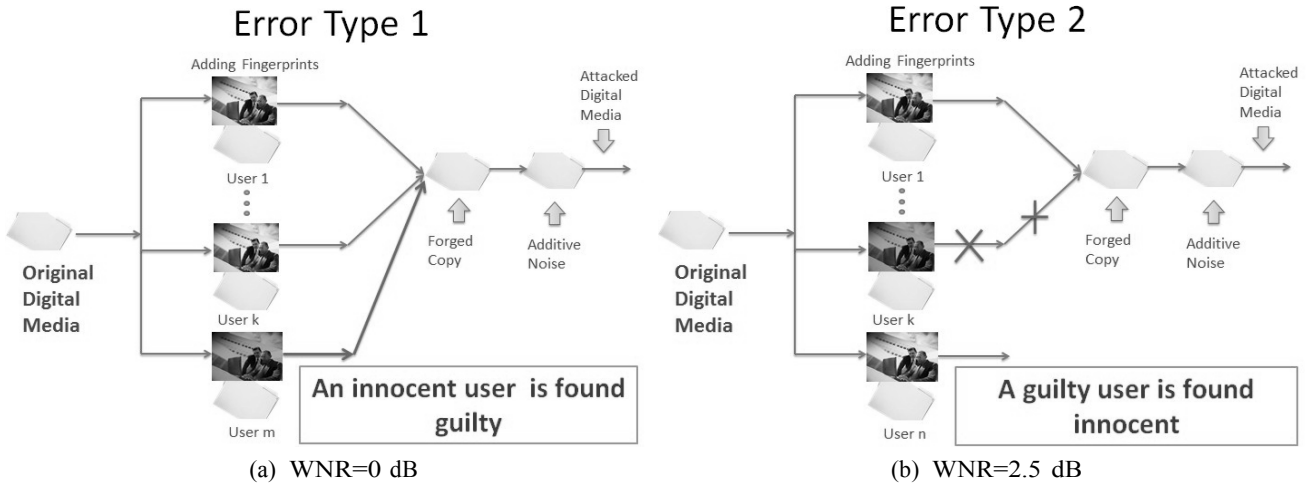 Error Type 1
Adding Fingerprints
Attacked
Digital
Media
User 1
Original
Digital
Media
Forged
Copy
Additive
Noise
User k
An innocent user is found
guilty
User m
(a) WNR=0 dB
Error Type 2
Adding Fingerprints
Attacked
Digital
Media
User 1
Original
Digital
Media
Forged
Copy
Additive
Noise
User k
A guilty user is found
innocent
User n
(b) WNR=2.5 dB